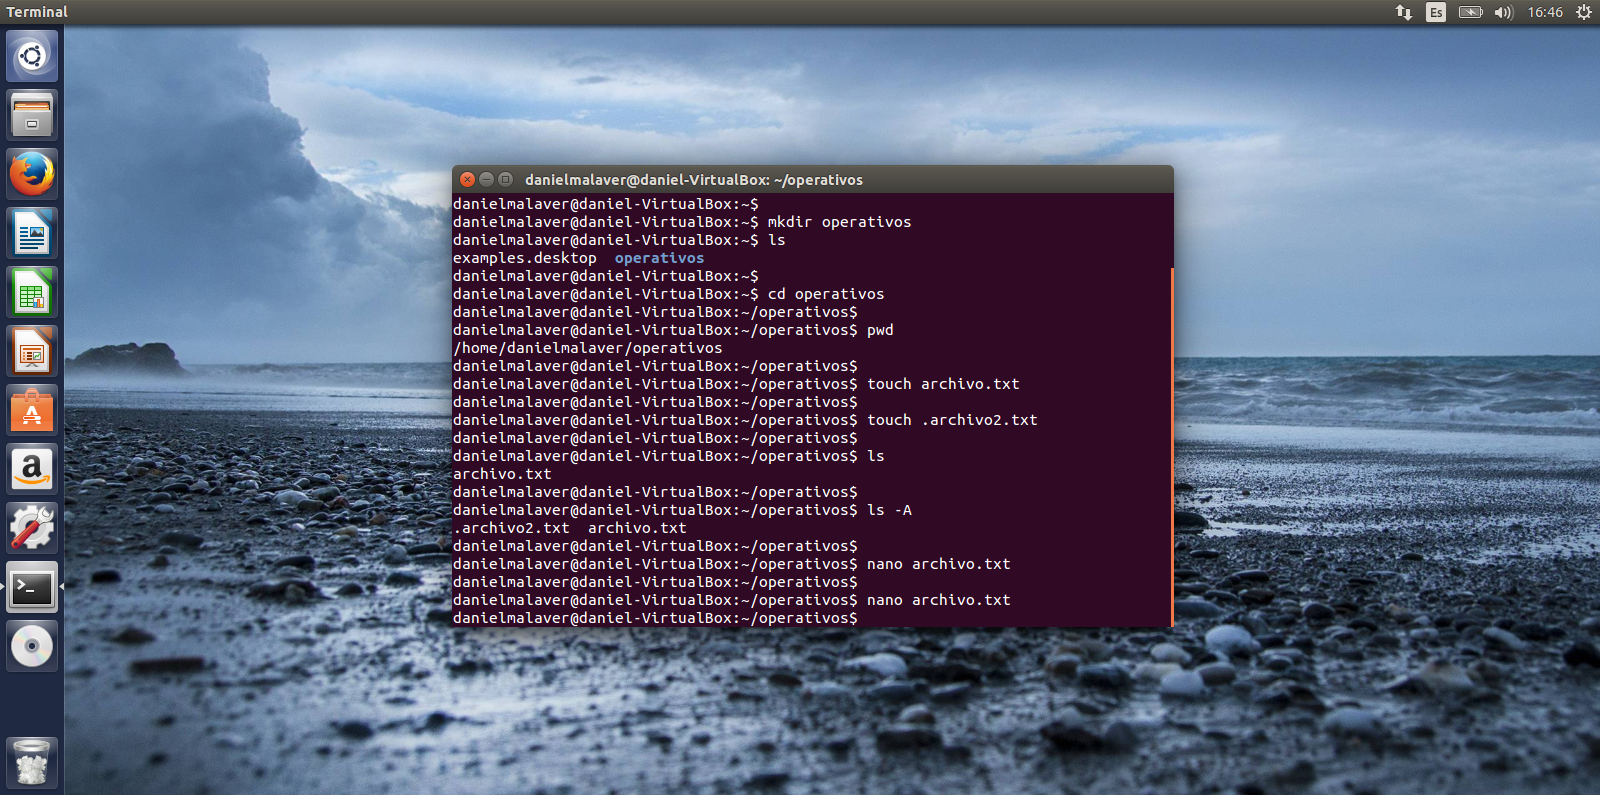 Terminal
Es
16:46
danielmalaver@daniel-VirtualBox: ~/operativos
danielmalaver@daniel-VirtualBox:~$
danielmalaver@daniel-VirtualBox:~$ mkdir operativos
danielmalaver@daniel-VirtualBox:~$ ls
examples.desktop  operativos
danielmalaver@daniel-VirtualBox:~$
danielmalaver@daniel-VirtualBox:~$ cd operativos
danielmalaver@daniel-VirtualBox:~/operativos$
danielmalaver@daniel-VirtualBox:~/operativos$ pwd
/home/danielmalaver/operativos
danielmalaver@daniel-VirtualBox:~/operativos$
danielmalaver@daniel-VirtualBox:~/operativos$ touch archivo.txt
danielmalaver@daniel-VirtualBox:~/operativos$
danielmalaver@daniel-VirtualBox:~/operativos$ touch .archivo2.txt
danielmalaver@daniel-VirtualBox:~/operativos$
danielmalaver@daniel-VirtualBox:~/operativos$ ls
archivo.txt
danielmalaver@daniel-VirtualBox:~/operativos$
danielmalaver@daniel-VirtualBox:~/operativos$ ls -A
.archivo2.txt  archivo.txt
danielmalaver@daniel-VirtualBox:~/operativos$
danielmalaver@daniel-VirtualBox:~/operativos$ nano archivo.txt
danielmalaver@daniel-VirtualBox:~/operativos$
danielmalaver@daniel-VirtualBox:~/operativos$ nano archivo.txt
danielmalaver@daniel-VirtualBox:~/operativos$